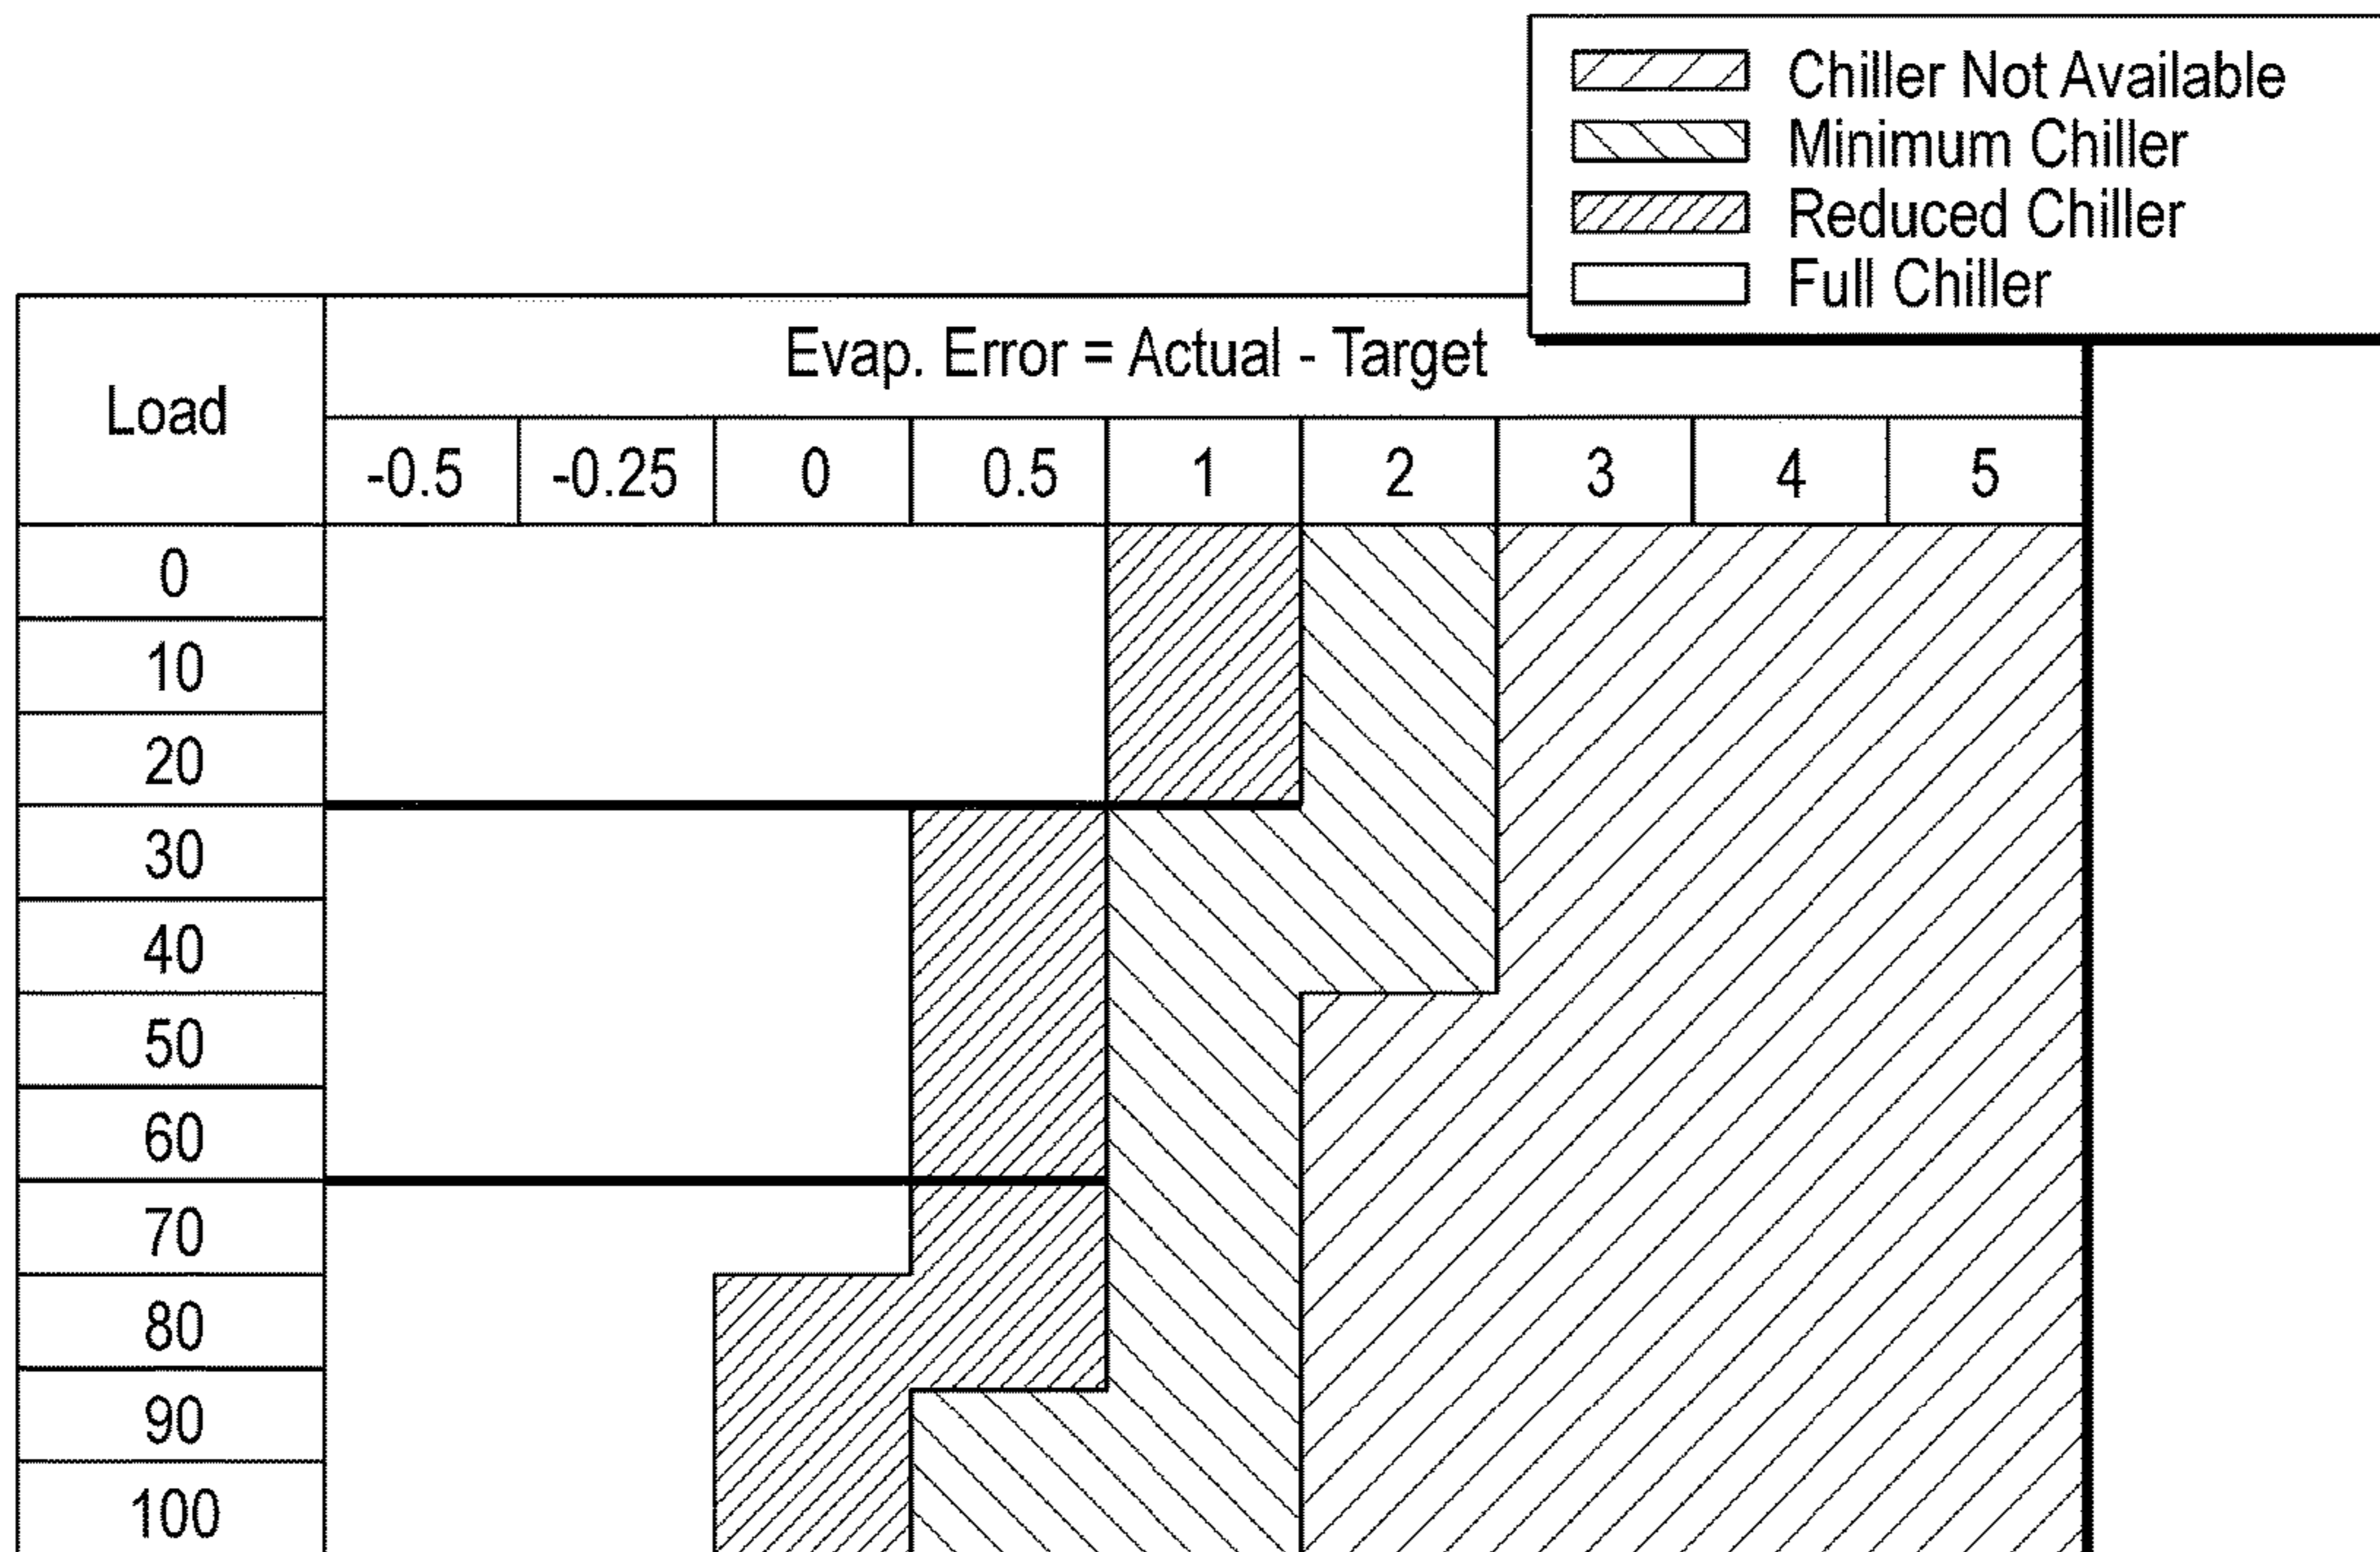 Chiller Not Available
Minimum Chiller
Reduced Chiller
Full Chiller
Load
Evap. Error = Actual - Target
-0.5 -0.25 0 0.5 1 2 3 4 5
0
10
20
30
40
50
60
70
80
90
100